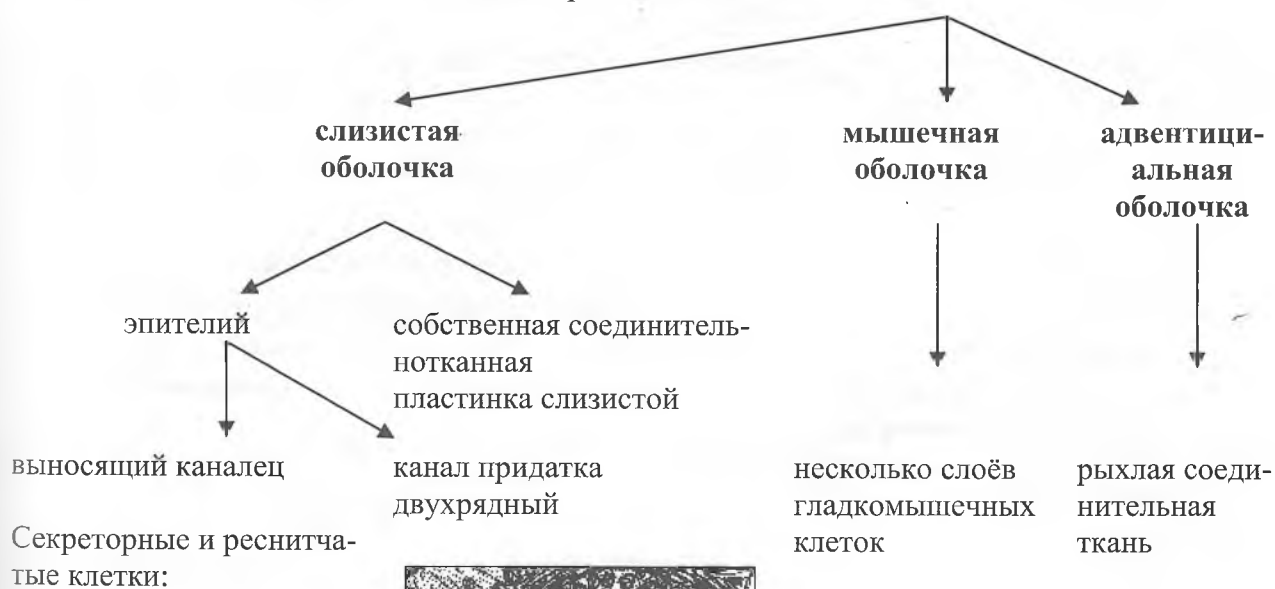 слизистая
оболочка
мышечная
оболочка
адвентици-
альная
оболочка
эпителий
собственная соединитель-
нотканная
пластинка слизистой
выносящий каналец
канал придатка
двухрядный
несколько слоёв
гладкомышечных
клеток
рыхлая соеди-
нительная
ткань
Секреторные и реснитча-
тые клетки: